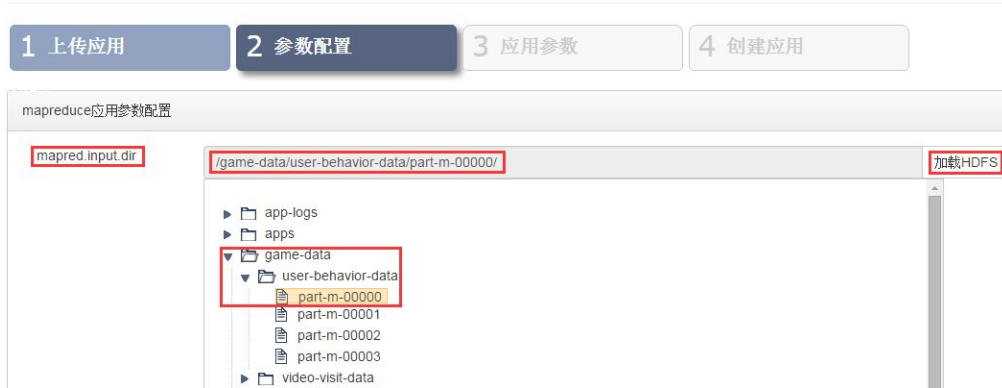 1 上传应用 2 参数配置 3 应用参数 4 创建应用
mapreduce应用参数配置
mapred.input.dir /game-data/user-behavior-data/part-m-00000/ 加载HDFS
app-logs
apps
game-data
user-behavior-data
part-m-00000
part-m-00001
part-m-00002
part-m-00003
video-visit-data